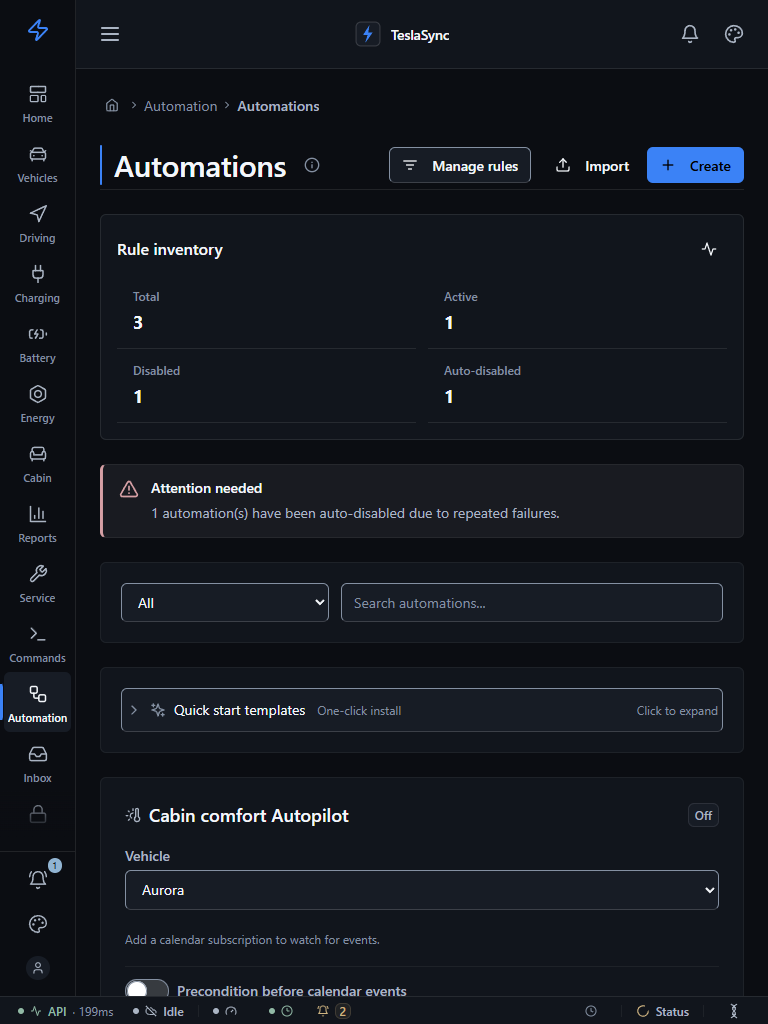 TeslaSync
Home
Vehicles
Driving
Charging
Battery
Energy
Cabin
Reports
Service
Commands
Automation
Inbox
1
Automation
Automations
Automations
Manage rules
Import
Create
Rule inventory
Total
3
Active
1
Disabled
1
Auto-disabled
1
Attention needed
1 automation(s) have been auto-disabled due to repeated failures.
All
Search automations...
Quick start templates One-click install Click to expand
Cabin comfort Autopilot
Off
Vehicle
Aurora
Add a calendar subscription to watch for events.
Precondition before calendar events
API · 199ms Idle 2 Status